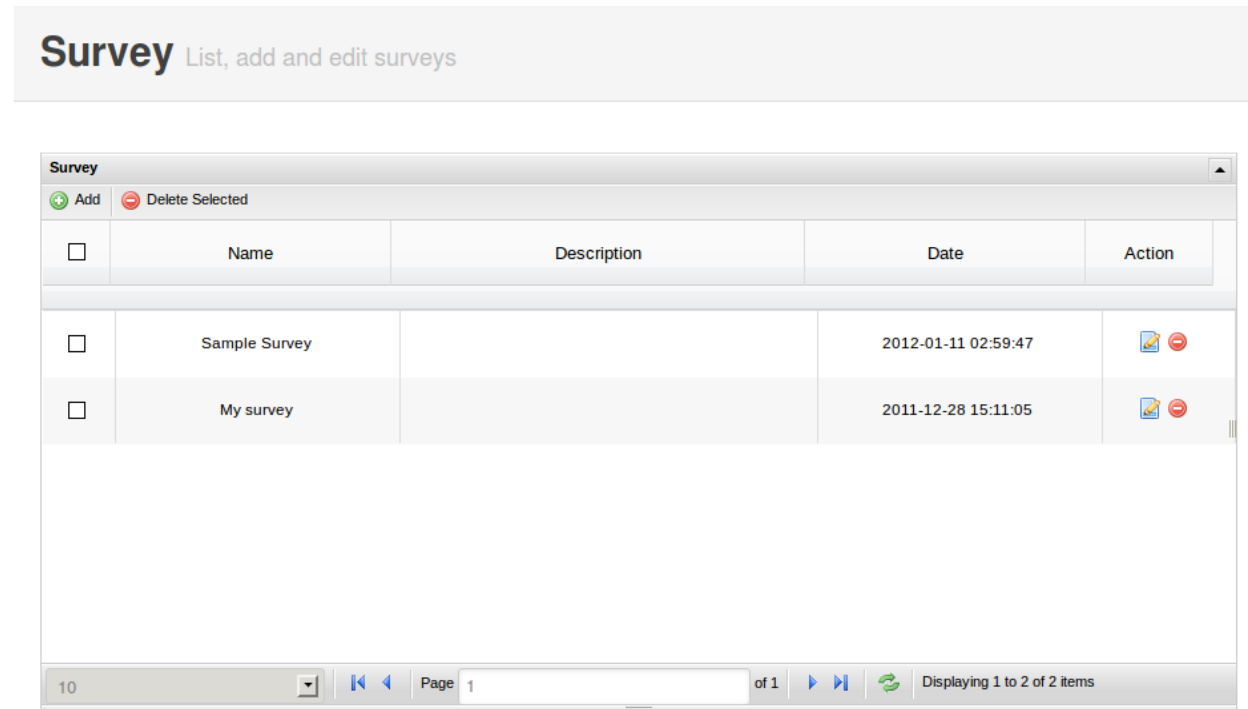 Survey List, add and edit surveys
Survey
Add Delete Selected
Name Description Date Action
Sample Survey 2012-01-11 02:59:47
My survey 2011-12-28 15:11:05
10 Page 1 of 1 Displaying 1 to 2 of 2 items